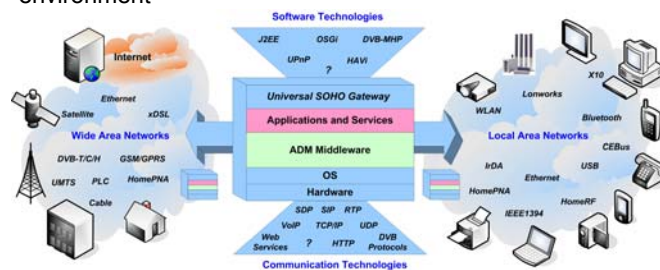 environment
Software Technologies
J2EE OSGi DVB-MHP
UPnP HAVi
?
Universal SOHO Gateway
Applications and Services
ADM Middleware
OS
Hardware
SDP SIP RTP
VoIP TCP/IP UDP
Web Services ? HTTP DVB Protocols
Communication Technologies
Internet
Ethernet
Satellite xDSL
Wide Area Networks
DVB-T/C/H GSM/GPRS
UMTS PLC HomePNA
Cable
X10
Lonworks
WLAN
Bluetooth
Local Area Networks
CEBus
IrDA USB
Ethernet
HomePNA
HomeRF
IEEE1394